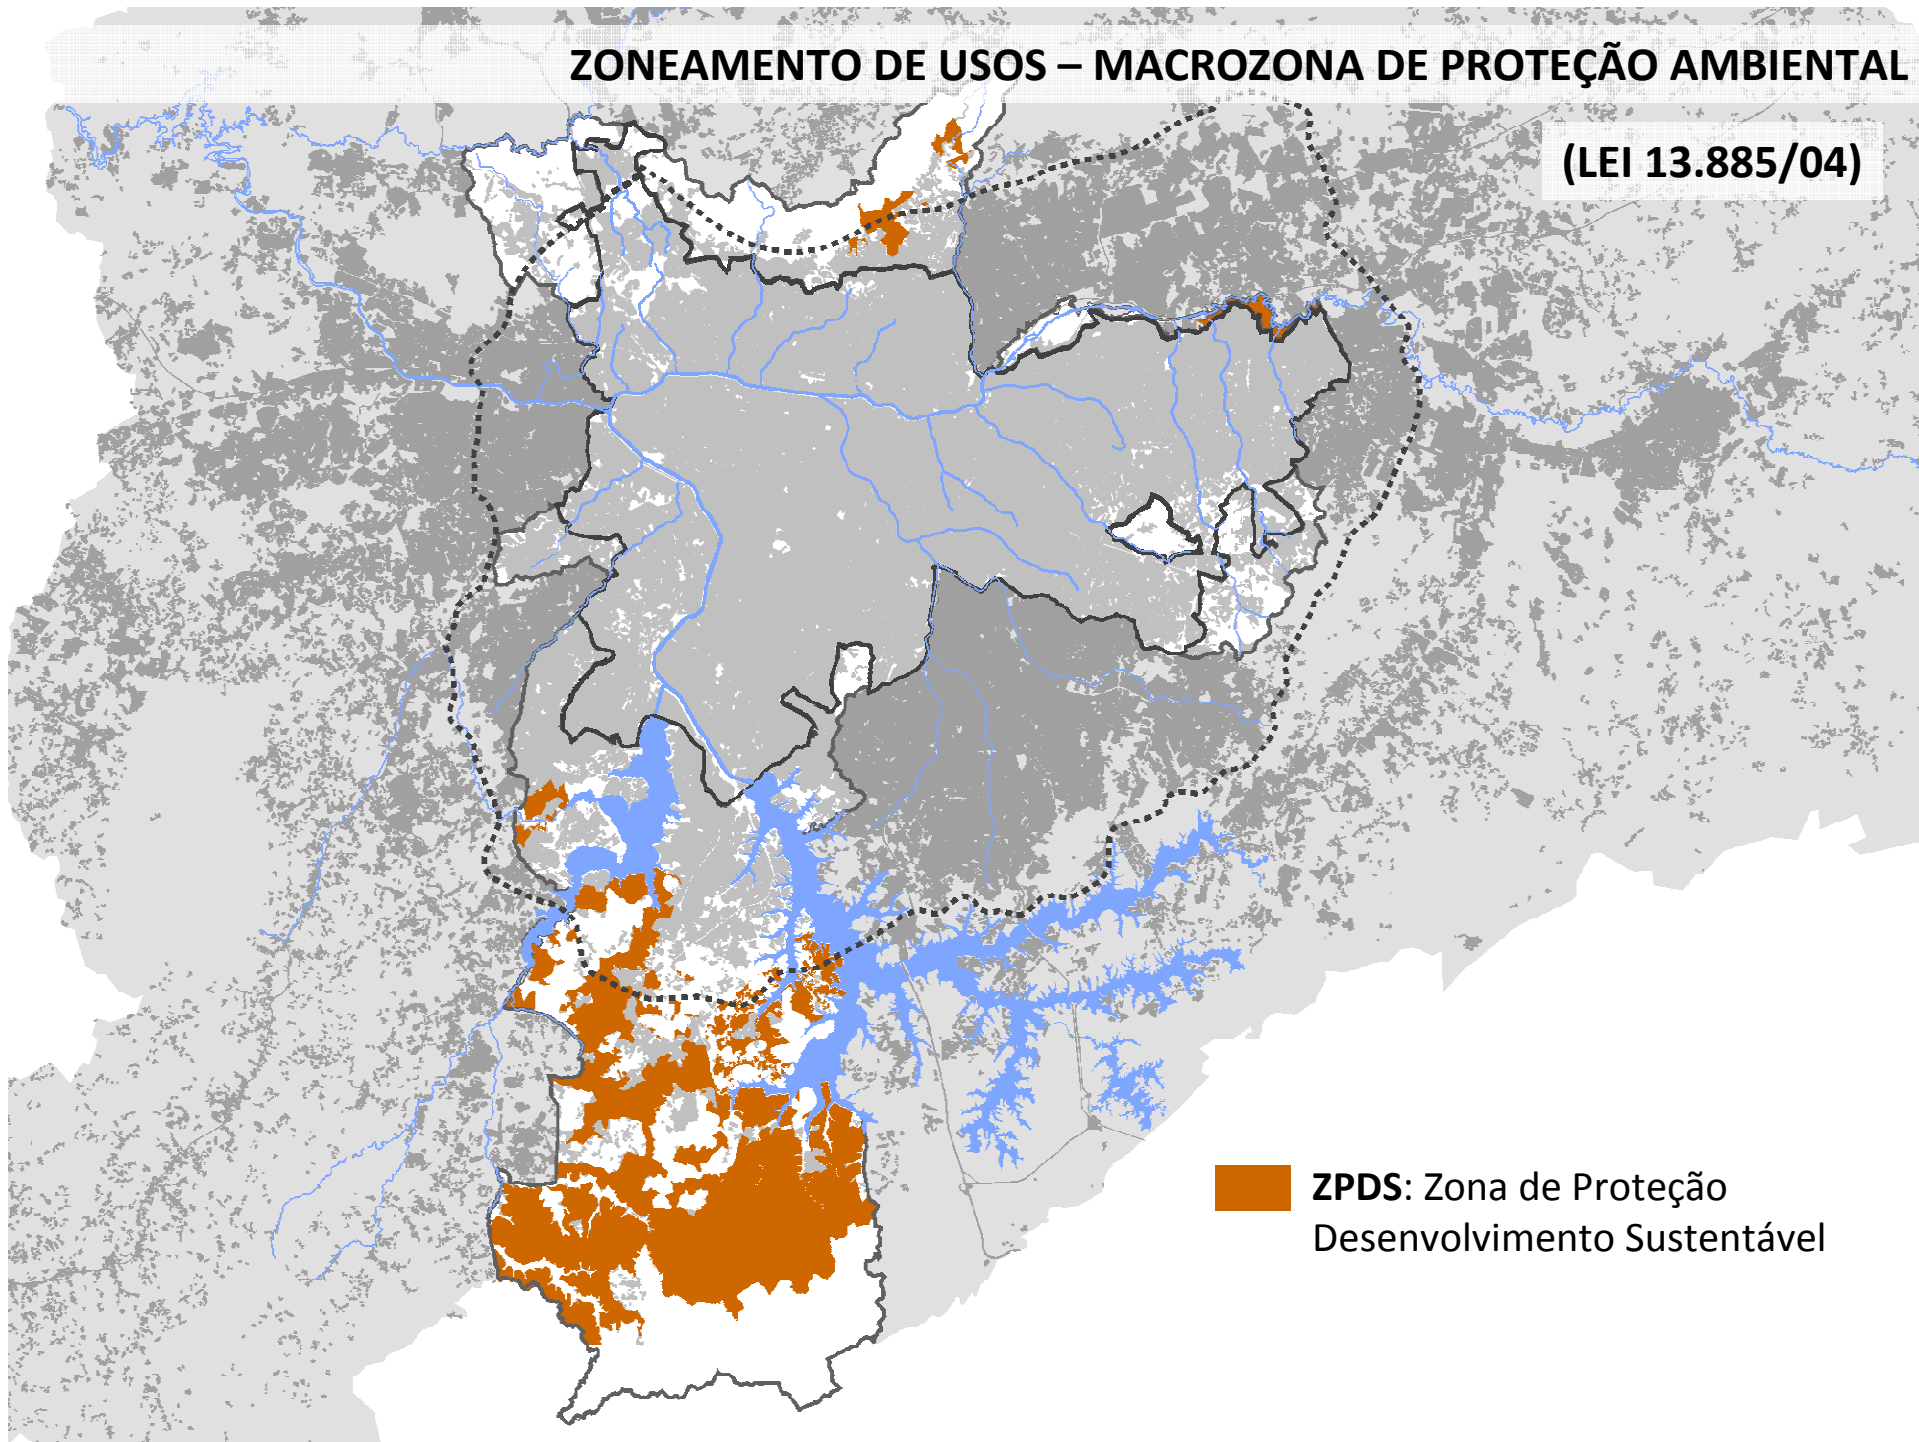 ZONEAMENTO DE USOS – MACROZONA DE PROTEÇÃO AMBIENTAL
(LEI 13.885/04)
ZPDS: Zona de Proteção
Desenvolvimento Sustentável